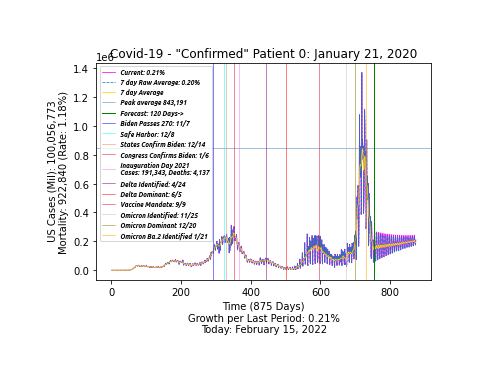 Covid-19 - "Confirmed" Patient 0: January 21, 2020
1e6
1.4
1.2
1.0
0.8
0.6
0.4
0.2
0.0
US Cases (Mil): 100,056,773
Mortality: 922,840 (Rate: 1.18%)
Current: 0.21%
7 day Raw Average: 0.20%
7 day Average
Peak average 843,191
Forecast: 120 Days->
Biden Passes 270: 11/7
Safe Harbor: 12/8
States Confirm Biden: 12/14
Congress Confirms Biden: 1/6
Inauguration Day 2021
Cases: 191,343, Deaths: 4,137
Delta Identified: 4/24
Delta Dominant: 6/5
Vaccine Mandate: 9/9
Omicron Identified: 11/25
Omicron Dominant: 12/20
Omicron Ba.2 Identified 1/21
0 200 400 600 800
Time (875 Days)
Growth per Last Period: 0.21%
Today: February 15, 2022